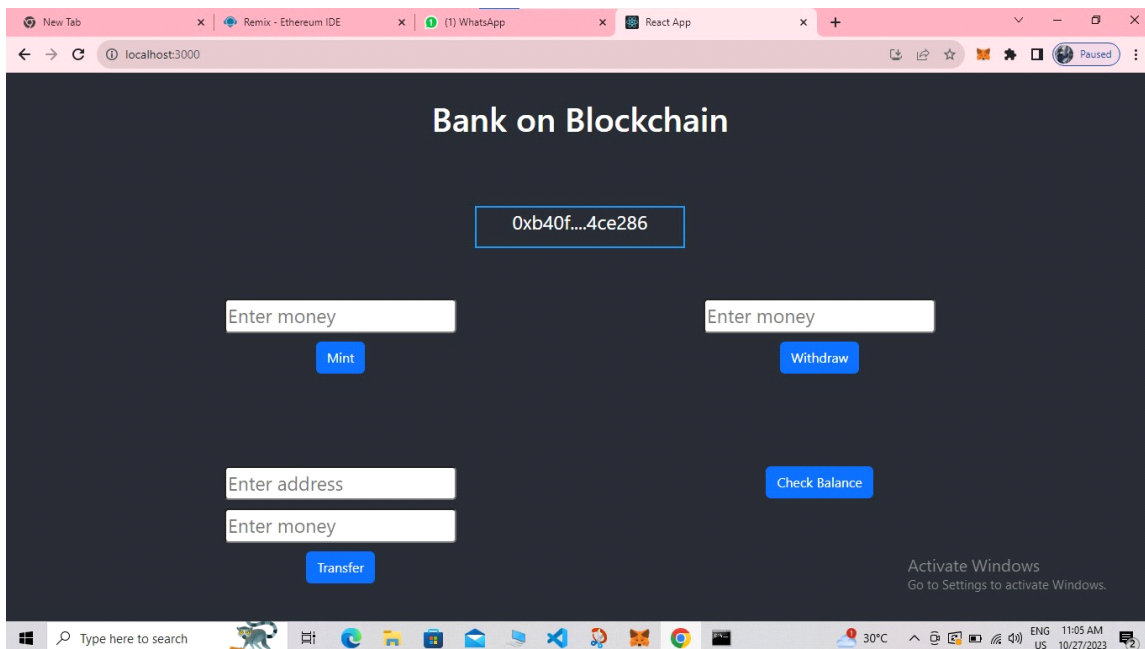 New Tab
Remix - Ethereum IDE
1
(1) WhatsApp
React App
localhost:3000
Paused
Bank on Blockchain
0xb40f....4ce286
Enter money
Enter money
Mint
Withdraw
Enter address
Check Balance
Enter money
Transfer
Activate Windows
Go to Settings to activate Windows.
Type here to search
30°C
ENG
US
11:05 AM
10/27/2023
2